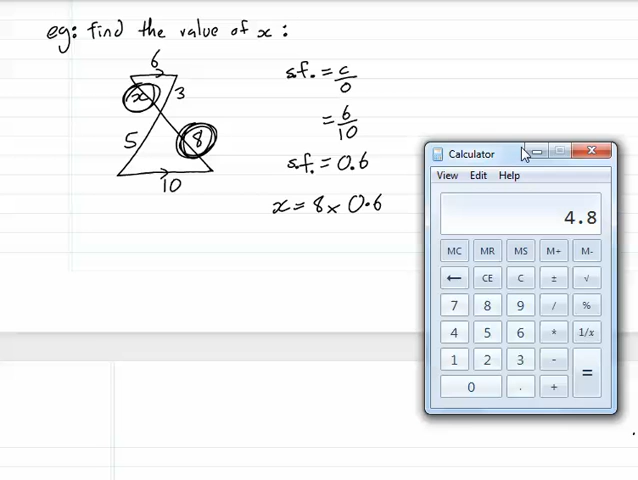 eg: find the value of x:
6
x
3
5
8
10
s.f. = c/o
= 6/10
s.f. = 0.6
x = 8 x 0.6
Calculator
View Edit Help
4.8
MC MR MS M+ M-
← CE C ± √
7 8 9 / %
4 5 6 * 1/x
1 2 3 - =
0 . +